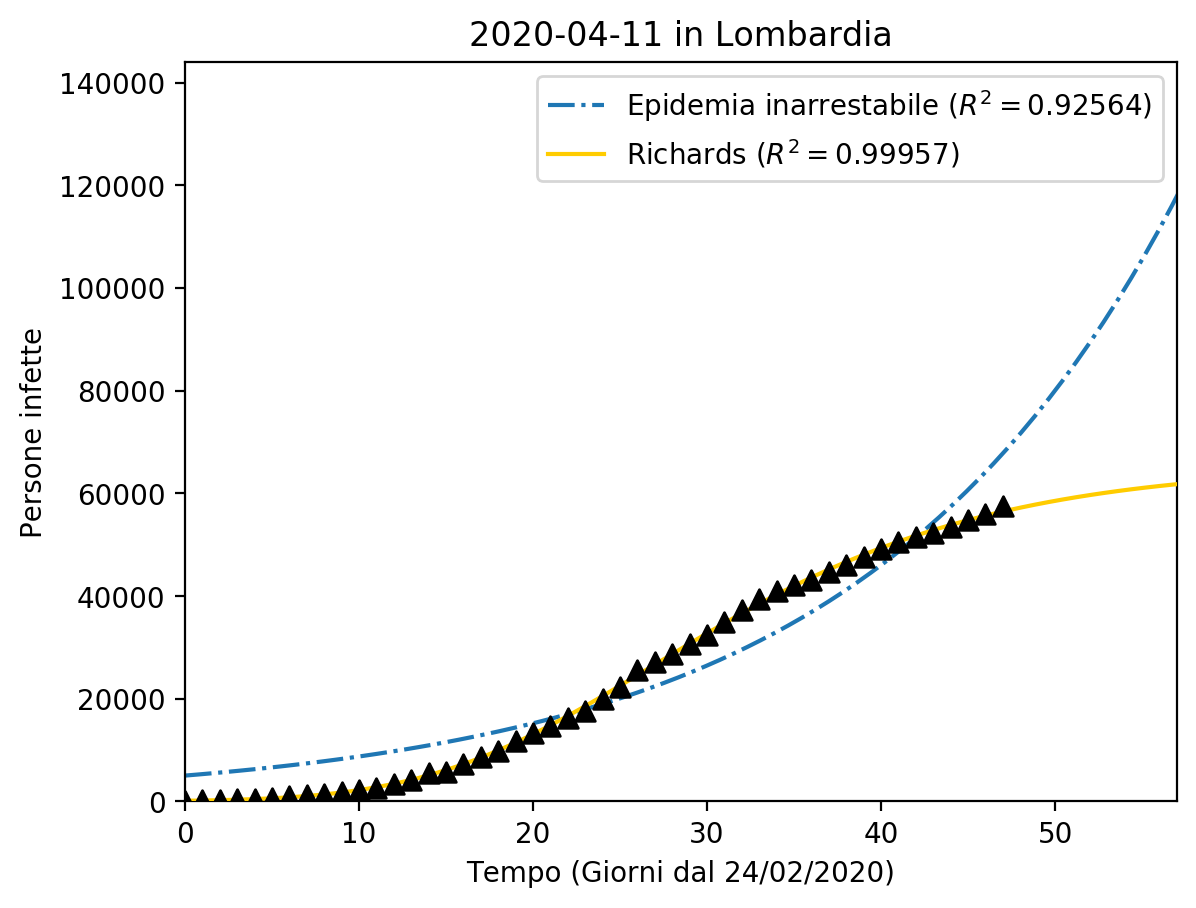 2020-04-11 in Lombardia
Epidemia inarrestabile (R² = 0.92564)
Richards (R² = 0.99957)
140000
120000
100000
80000
60000
40000
20000
0
Persone infette
0 10 20 30 40 50
Tempo (Giorni dal 24/02/2020)